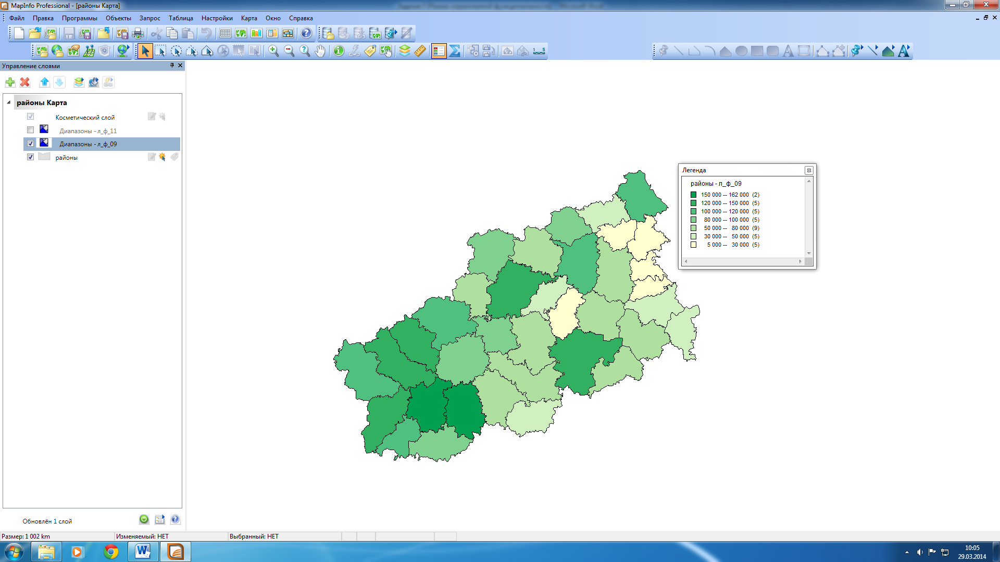 MapInfo Professional - [районы Карта]
Файл Правка Программы Объекты Запрос Таблица Настройки Карта Окно Справка
Управление слоями
районы Карта
Косметический слой
Диапазоны - л_ф_11
Диапазоны - л_ф_09
районы
Легенда
районы - л_ф_09
150 000 -- 162 000 (2)
120 000 -- 150 000 (5)
100 000 -- 120 000 (5)
80 000 -- 100 000 (5)
50 000 -- 80 000 (9)
30 000 -- 50 000 (5)
5 000 -- 30 000 (5)
Обновлён 1 слой
Размер: 1 002 km Изменяемый: НЕТ Выбранный: НЕТ
10:05
29.03.2014